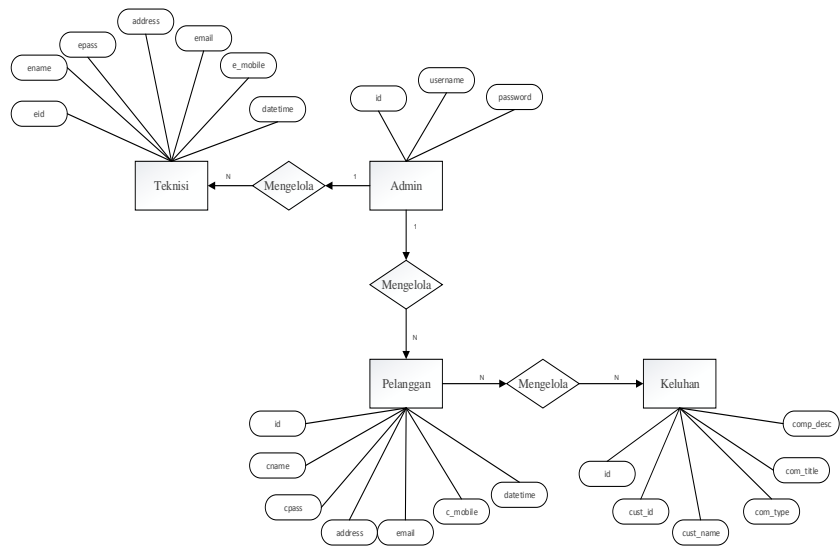 address
email
epass
e_mobile
ename
datetime
eid
id
username
password
Teknisi
N
Mengelola
1
Admin
1
Mengelola
N
Pelanggan
N
Mengelola
N
Keluhan
id
cname
cpass
address
email
c_mobile
datetime
id
cust_id
cust_name
com_type
com_title
comp_desc